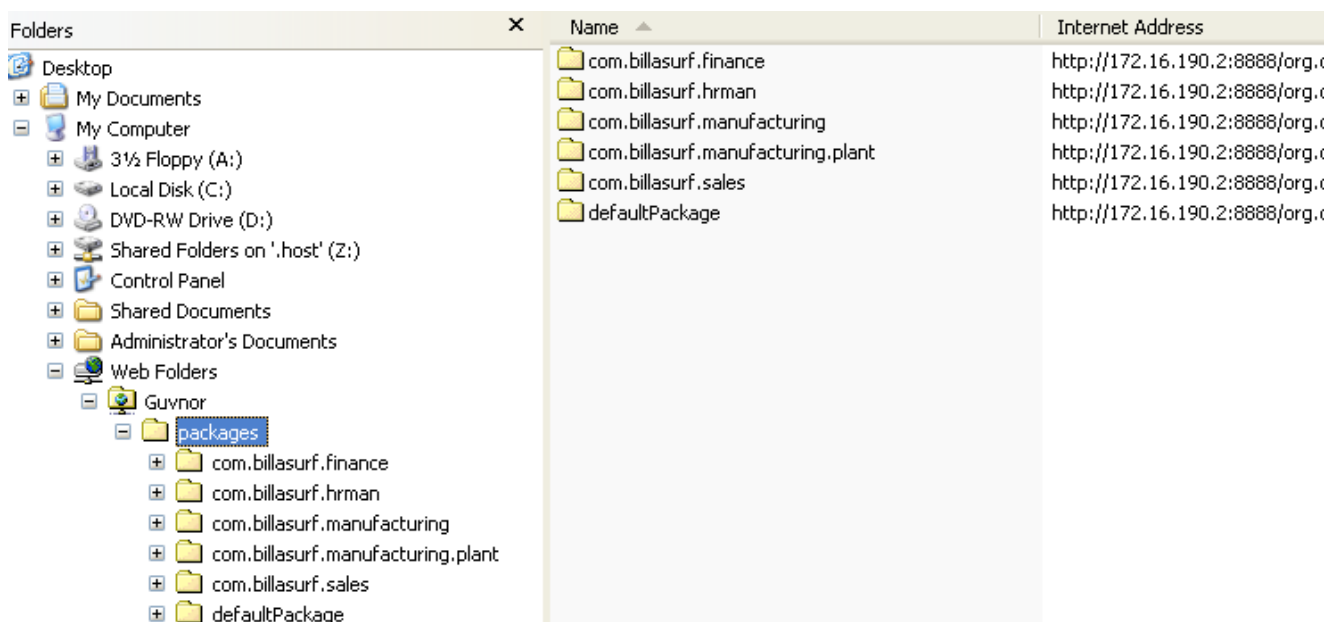 Folders
Desktop
My Documents
My Computer
3½ Floppy (A:)
Local Disk (C:)
DVD-RW Drive (D:)
Shared Folders on '.host' (Z:)
Control Panel
Shared Documents
Administrator's Documents
Web Folders
Guvnor
packages
com.billasurf.finance
com.billasurf.hrman
com.billasurf.manufacturing
com.billasurf.manufacturing.plant
com.billasurf.sales
defaultPackage
Name Internet Address
com.billasurf.finance http://172.16.190.2:8888/org.
com.billasurf.hrman http://172.16.190.2:8888/org.
com.billasurf.manufacturing http://172.16.190.2:8888/org.
com.billasurf.manufacturing.plant http://172.16.190.2:8888/org.
com.billasurf.sales http://172.16.190.2:8888/org.
defaultPackage http://172.16.190.2:8888/org.